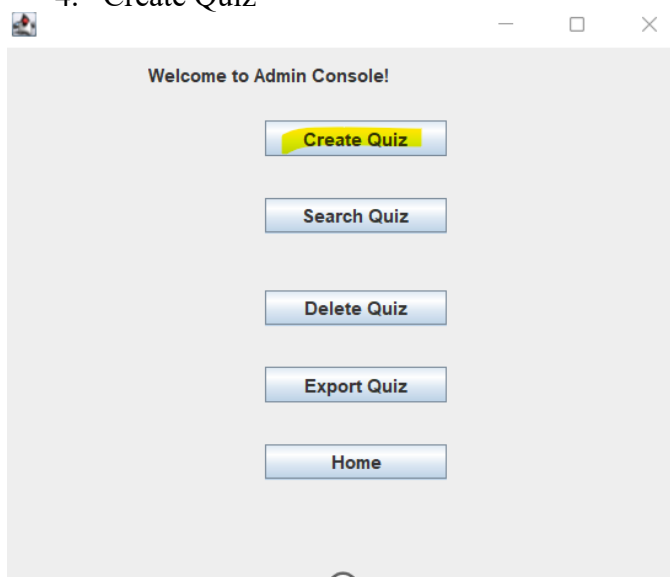 4. Create Quiz
Welcome to Admin Console!
Create Quiz
Search Quiz
Delete Quiz
Export Quiz
Home